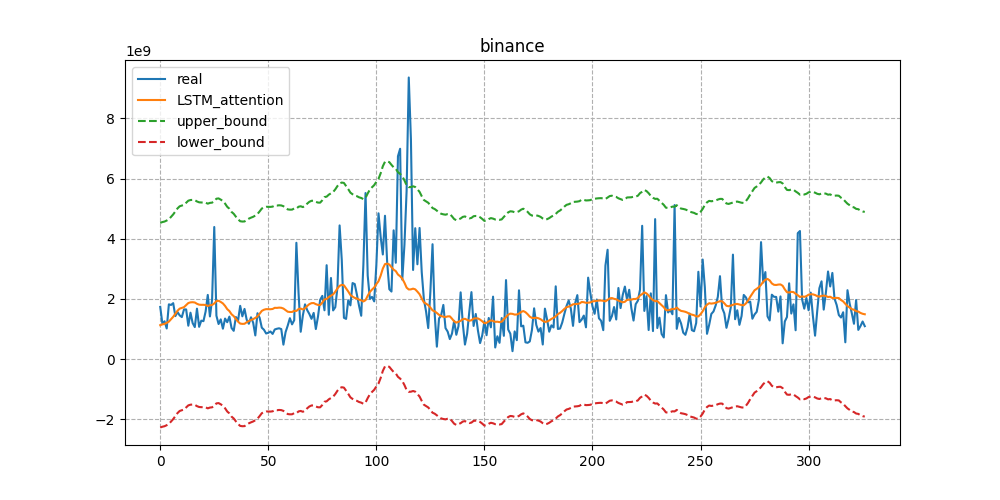 binance
1e9
real
LSTM_attention
upper_bound
lower_bound
8
6
4
2
0
−2
0 50 100 150 200 250 300